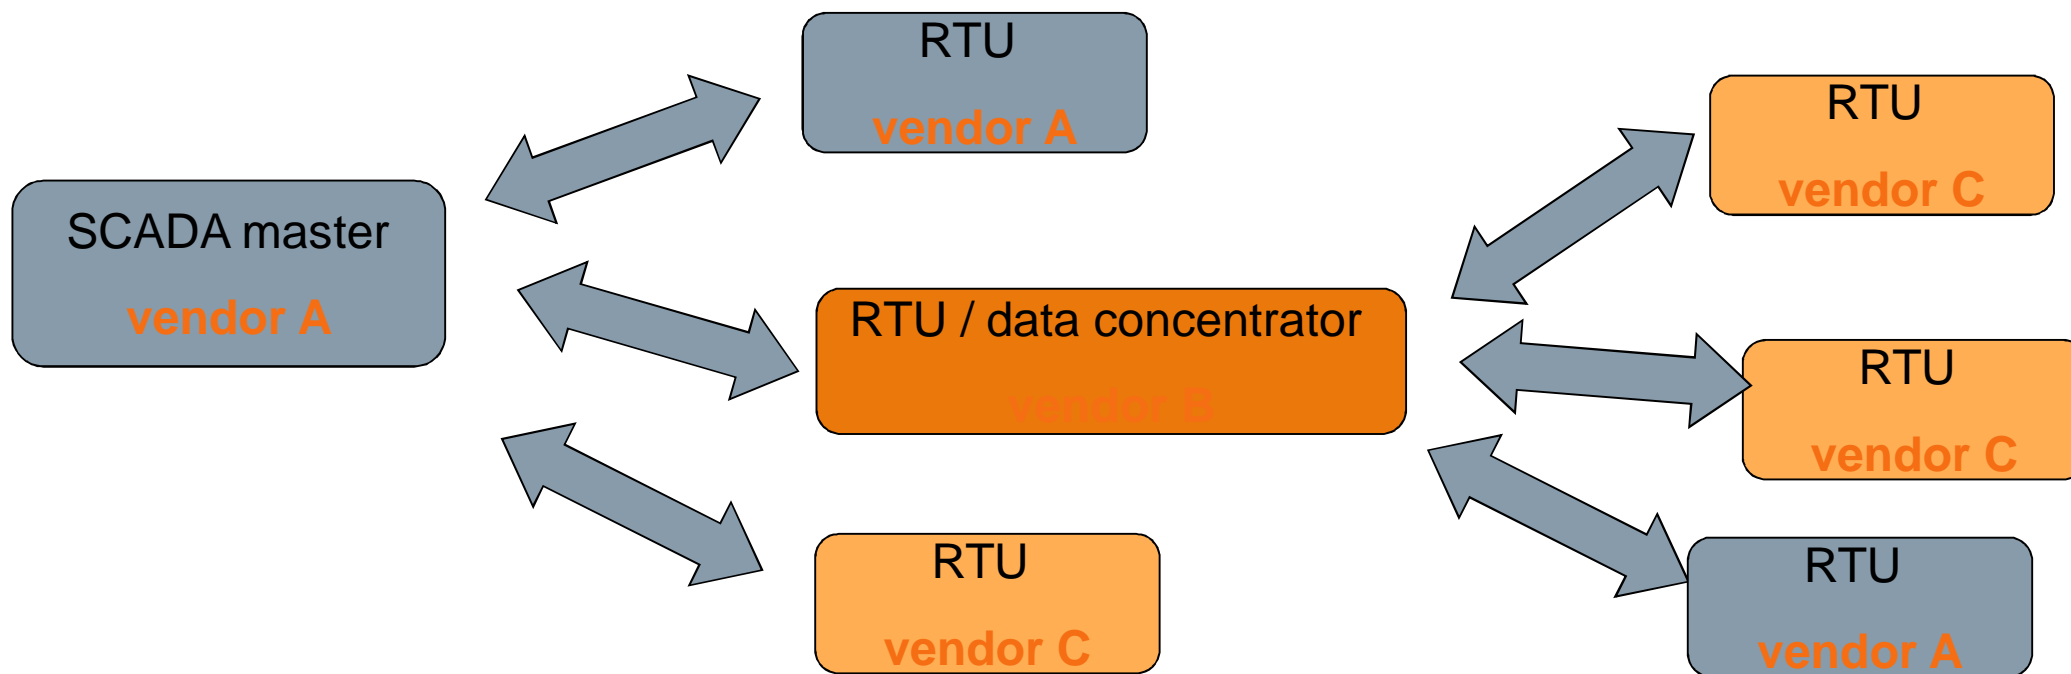 RTU
vendor A
SCADA master
vendor A
RTU / data concentrator
vendor B
RTU
vendor C
RTU
vendor C
RTU
vendor C
RTU
vendor A